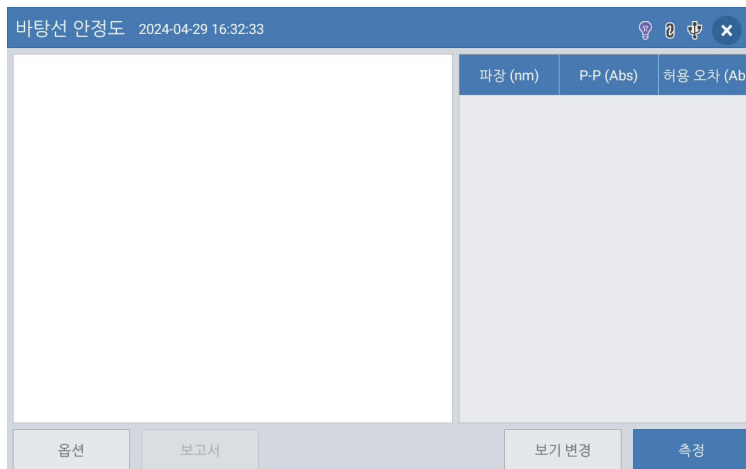 바탕선 안정도 2024-04-29 16:32:33
파장 (nm) P-P (Abs) 허용 오차 (Ab
옵션 보고서 보기 변경 측정